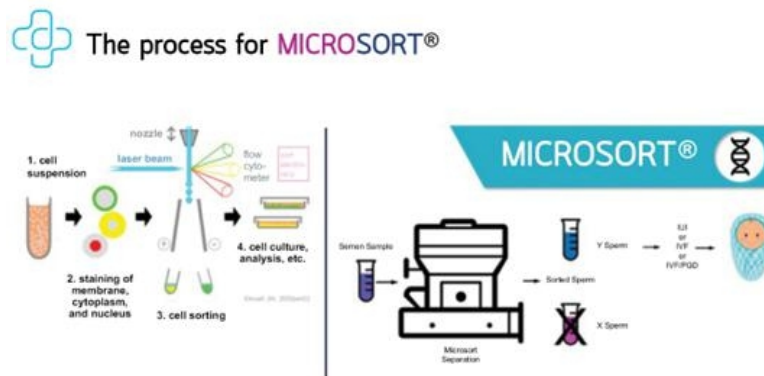 The process for MICROSORT®
nozzle
1. cell
suspension
laser beam
flow
cyto-
meter
2. staining of
membrane,
cytoplasm,
and nucleus
3. cell sorting
4. cell culture,
analysis, etc.
MICROSORT®
Semen Sample
Microsort
Separation
Sorted Sperm
Y Sperm
X Sperm
IUI
or
IVF
or
IVF/PGD